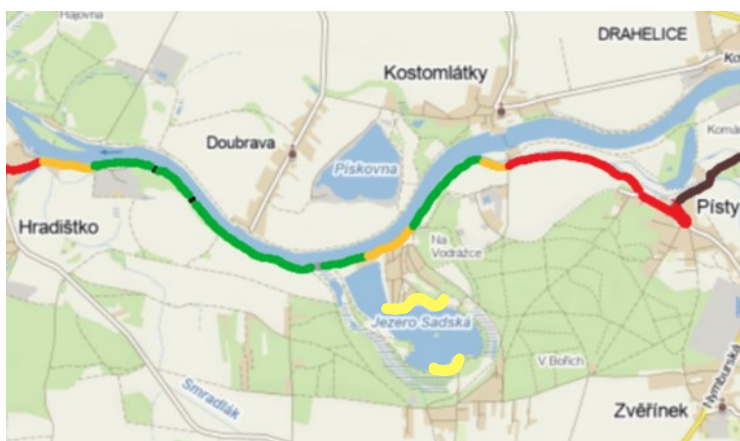 Hájovna
DRAHELICE
Kostomlátky
Doubrava
Pískovna
Hradištko
Písty
Na
Vodrážce
Jezero Sadská
V Bořích
Smradlák
Zvěřínek
Nymburská